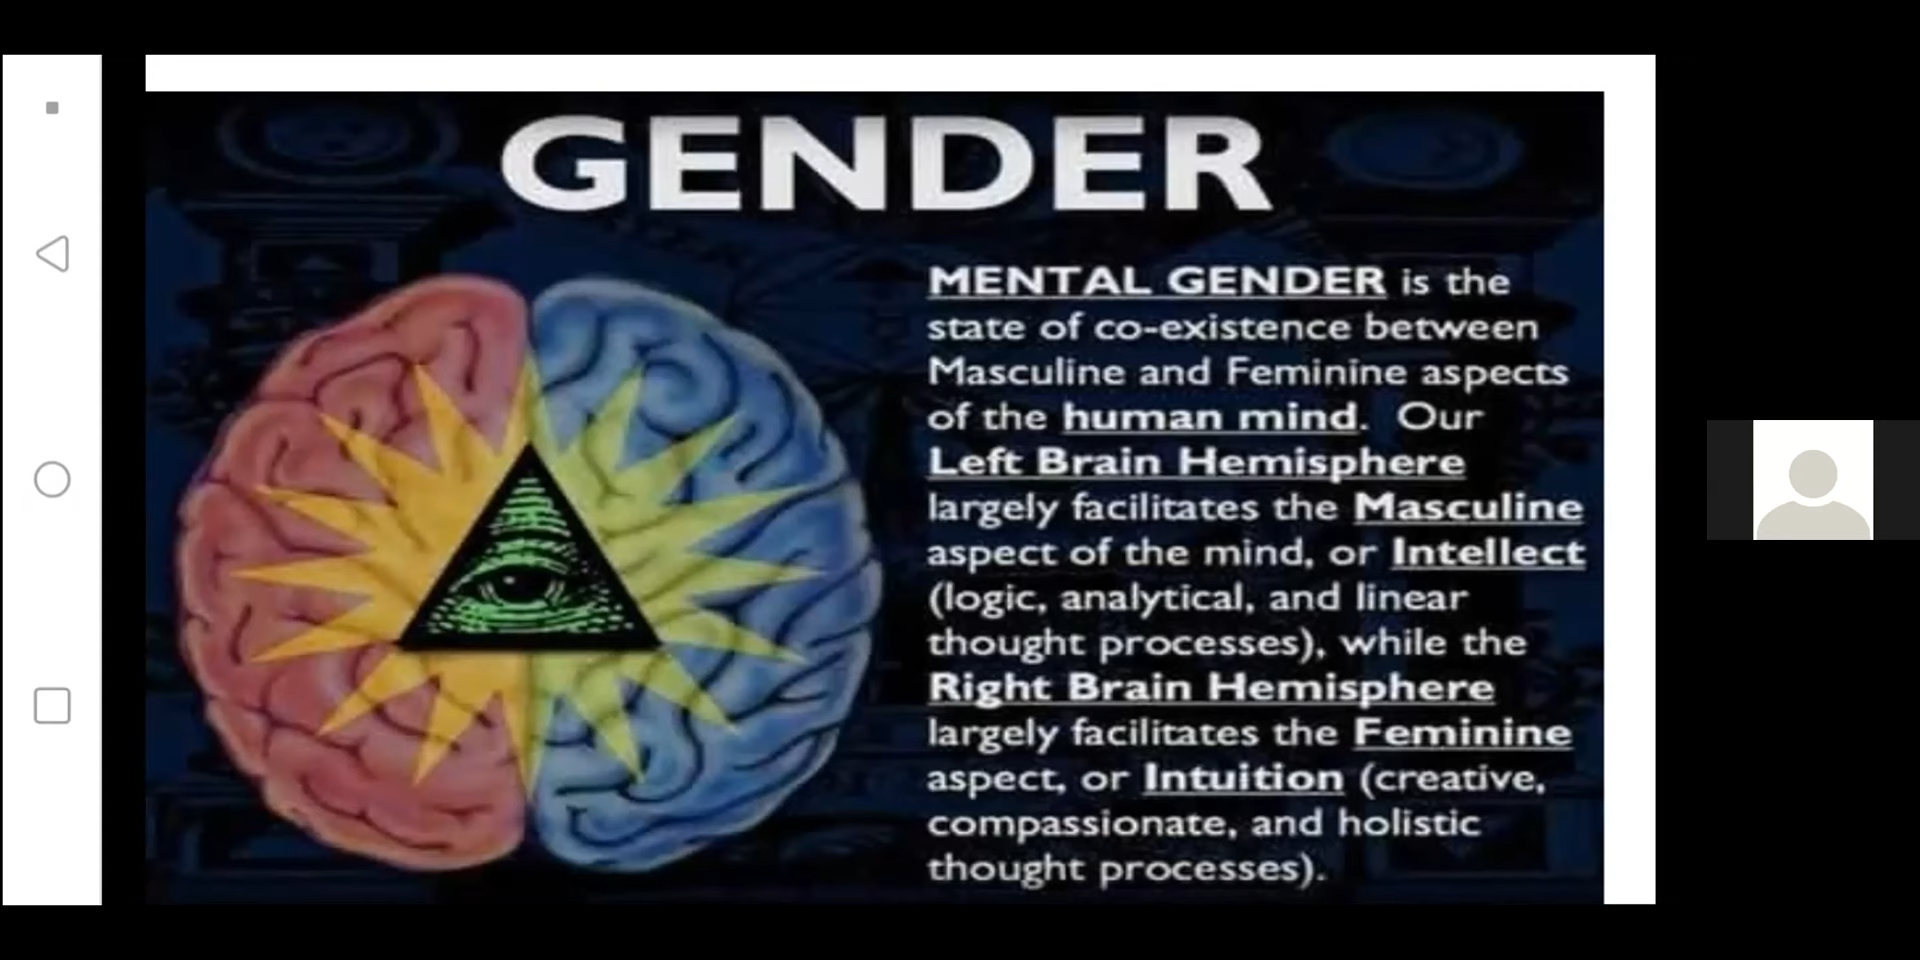 GENDER
MENTAL GENDER is the
state of co-existence between
Masculine and Feminine aspects
of the human mind. Our
Left Brain Hemisphere
largely facilitates the Masculine
aspect of the mind, or Intellect
(logic, analytical, and linear
thought processes), while the
Right Brain Hemisphere
largely facilitates the Feminine
aspect, or Intuition (creative,
compassionate, and holistic
thought processes).